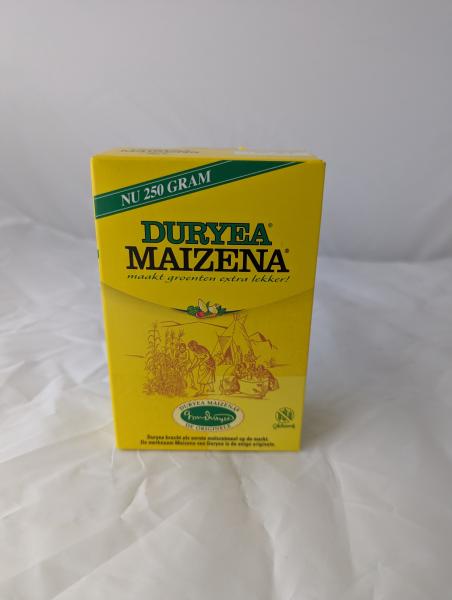 MAIZENA
NU 250 GRAM
DURYEA®
MAIZENA®
maakt groenten extra lekker!
DURYEA MAIZENA®
DE ORIGINELE
Duryea bracht als eerste maïszetmeel op de markt.
De merknaam Maizena van Duryea is de enige originele.